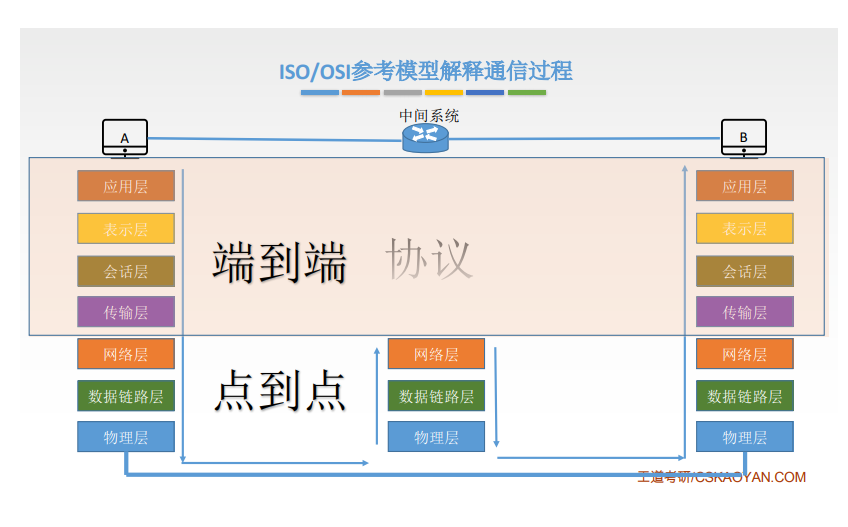 ISO/OSI参考模型解释通信过程
中间系统
A
B
应用层
应用层
表示层
表示层
端到端
协议
会话层
会话层
传输层
传输层
网络层
网络层
网络层
点到点
数据链路层
数据链路层
数据链路层
物理层
物理层
物理层
王道考研/CSKAOYAN.COM